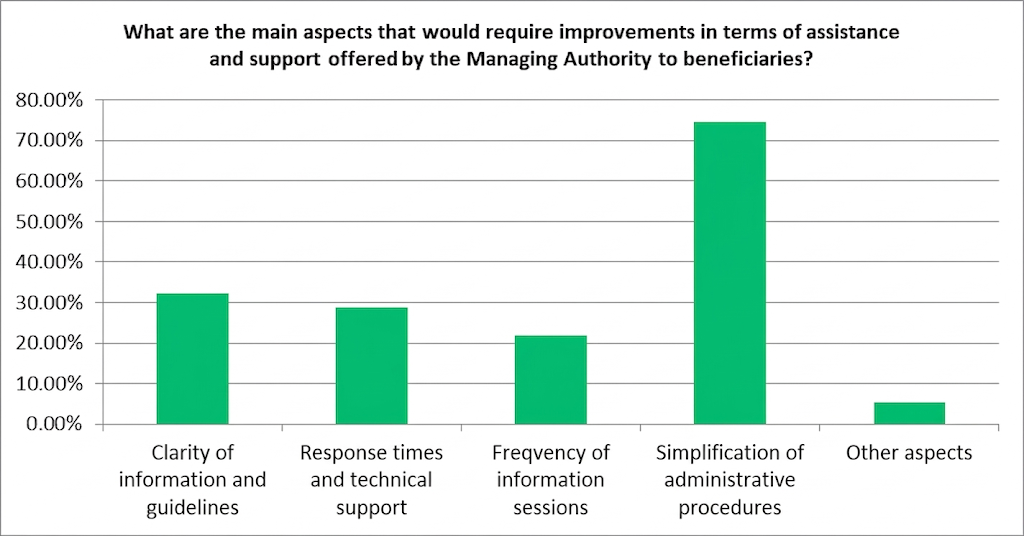 What are the main aspects that would require improvements in terms of assistance
and support offered by the Managing Authority to beneficiaries?
80.00%
70.00%
60.00%
50.00%
40.00%
30.00%
20.00%
10.00%
0.00%
Clarity of
information and
guidelines
Response times
and technical
support
Freqvency of
information
sessions
Simplification of
administrative
procedures
Other aspects